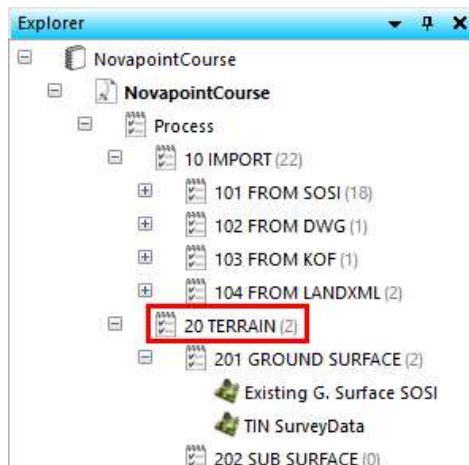 Explorer
NovapointCourse
NovapointCourse
Process
10 IMPORT (22)
101 FROM SOSI (18)
102 FROM DWG (1)
103 FROM KOF (1)
104 FROM LANDXML (2)
20 TERRAIN (2)
201 GROUND SURFACE (2)
Existing G. Surface SOSI
TIN SurveyData
202 SUB SURFACE (0)